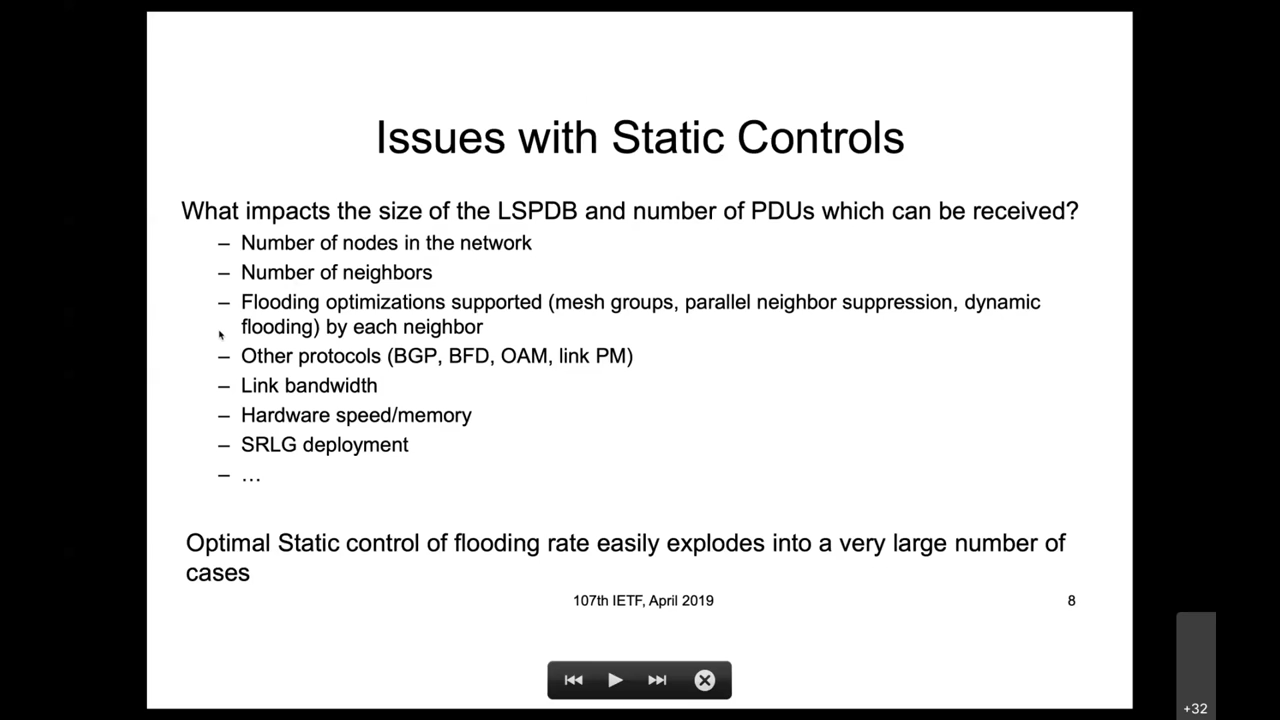 Issues with Static Controls
What impacts the size of the LSPDB and number of PDUs which can be received?
– Number of nodes in the network
– Number of neighbors
– Flooding optimizations supported (mesh groups, parallel neighbor suppression, dynamic
flooding) by each neighbor
– Other protocols (BGP, BFD, OAM, link PM)
– Link bandwidth
– Hardware speed/memory
– SRLG deployment
– …
Optimal Static control of flooding rate easily explodes into a very large number of
cases
107th IETF, April 2019
8
+32